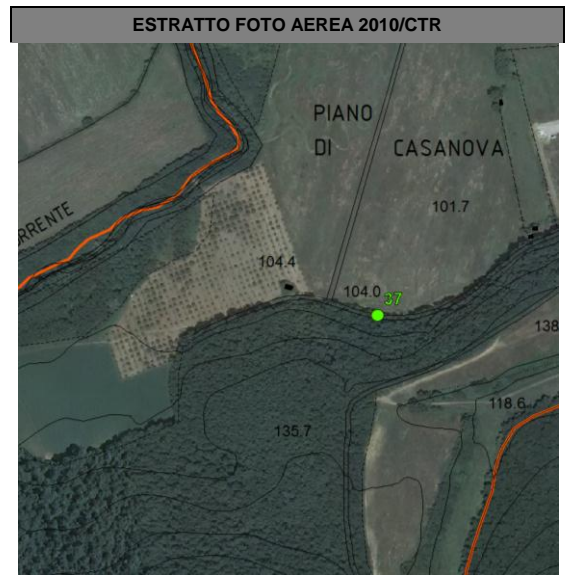 ESTRATTO FOTO AEREA 2010/CTR
PIANO
DI CASANOVA
101.7
RRENTE
104.4
104.0 37
138
118.6
135.7